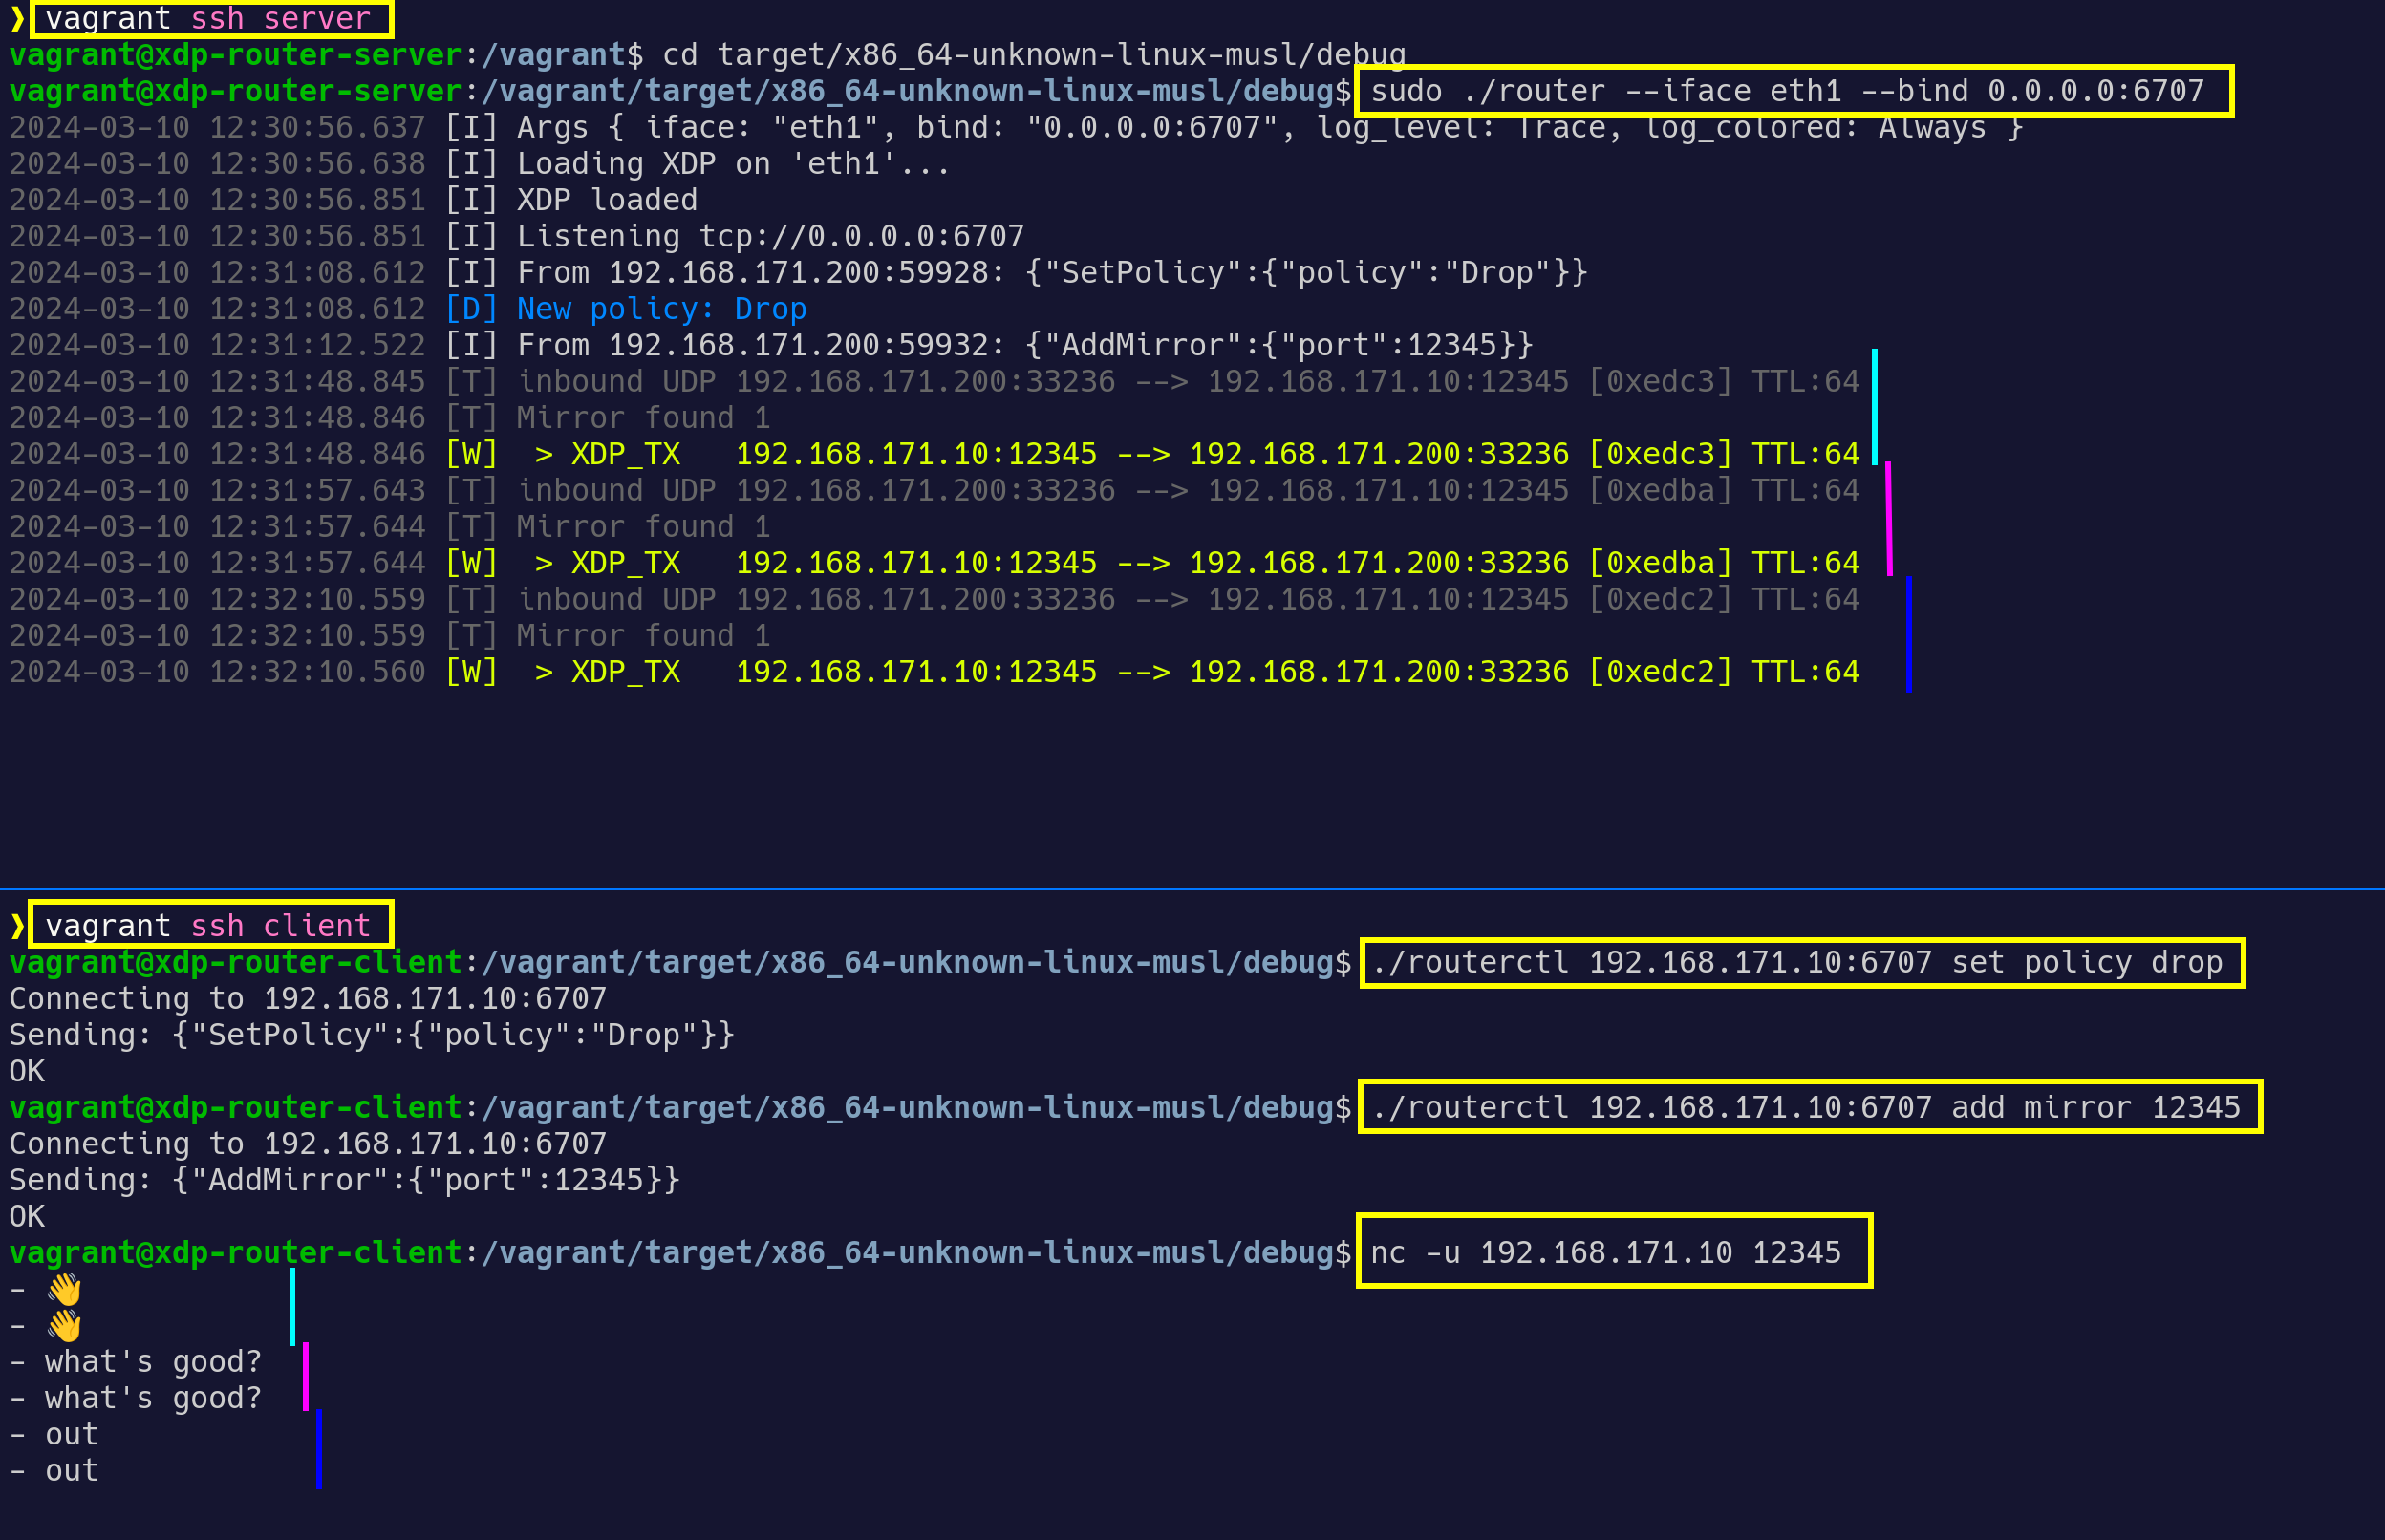 ❯ vagrant ssh server
vagrant@xdp-router-server:/vagrant$ cd target/x86_64-unknown-linux-musl/debug
vagrant@xdp-router-server:/vagrant/target/x86_64-unknown-linux-musl/debug$ sudo ./router --iface eth1 --bind 0.0.0.0:6707
2024-03-10 12:30:56.637 [I] Args { iface: "eth1", bind: "0.0.0.0:6707", log_level: Trace, log_colored: Always }
2024-03-10 12:30:56.638 [I] Loading XDP on 'eth1'...
2024-03-10 12:30:56.851 [I] XDP loaded
2024-03-10 12:30:56.851 [I] Listening tcp://0.0.0.0:6707
2024-03-10 12:31:08.612 [I] From 192.168.171.200:59928: {"SetPolicy":{"policy":"Drop"}}
2024-03-10 12:31:08.612 [D] New policy: Drop
2024-03-10 12:31:12.522 [I] From 192.168.171.200:59932: {"AddMirror":{"port":12345}}
2024-03-10 12:31:48.845 [T] inbound UDP 192.168.171.200:33236 --> 192.168.171.10:12345 [0xedc3] TTL:64
2024-03-10 12:31:48.846 [T] Mirror found 1
2024-03-10 12:31:48.846 [W]  > XDP_TX   192.168.171.10:12345 --> 192.168.171.200:33236 [0xedc3] TTL:64
2024-03-10 12:31:57.643 [T] inbound UDP 192.168.171.200:33236 --> 192.168.171.10:12345 [0xedba] TTL:64
2024-03-10 12:31:57.644 [T] Mirror found 1
2024-03-10 12:31:57.644 [W]  > XDP_TX   192.168.171.10:12345 --> 192.168.171.200:33236 [0xedba] TTL:64
2024-03-10 12:32:10.559 [T] inbound UDP 192.168.171.200:33236 --> 192.168.171.10:12345 [0xedc2] TTL:64
2024-03-10 12:32:10.559 [T] Mirror found 1
2024-03-10 12:32:10.560 [W]  > XDP_TX   192.168.171.10:12345 --> 192.168.171.200:33236 [0xedc2] TTL:64
❯ vagrant ssh client
vagrant@xdp-router-client:/vagrant/target/x86_64-unknown-linux-musl/debug$ ./routerctl 192.168.171.10:6707 set policy drop
Connecting to 192.168.171.10:6707
Sending: {"SetPolicy":{"policy":"Drop"}}
OK
vagrant@xdp-router-client:/vagrant/target/x86_64-unknown-linux-musl/debug$ ./routerctl 192.168.171.10:6707 add mirror 12345
Connecting to 192.168.171.10:6707
Sending: {"AddMirror":{"port":12345}}
OK
vagrant@xdp-router-client:/vagrant/target/x86_64-unknown-linux-musl/debug$ nc -u 192.168.171.10 12345
- 👋
- 👋
- what's good?
- what's good?
- out
- out